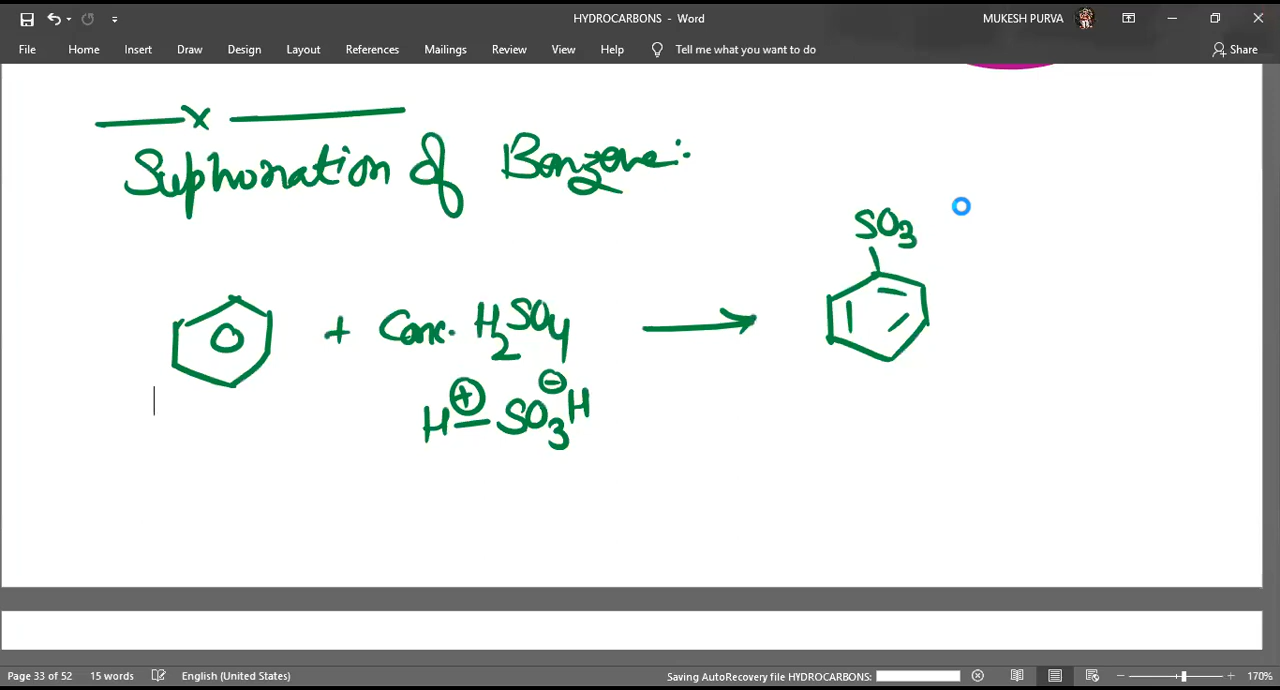 HYDROCARBONS - Word
MUKESH PURVA
File Home Insert Draw Design Layout References Mailings Review View Help Tell me what you want to do Share
x
Suphonation of Benzene:
SO3
+ Conc. H2SO4
H⊕ – SO3⊖H
Page 33 of 52 15 words English (United States) Saving AutoRecovery file HYDROCARBONS: 170%